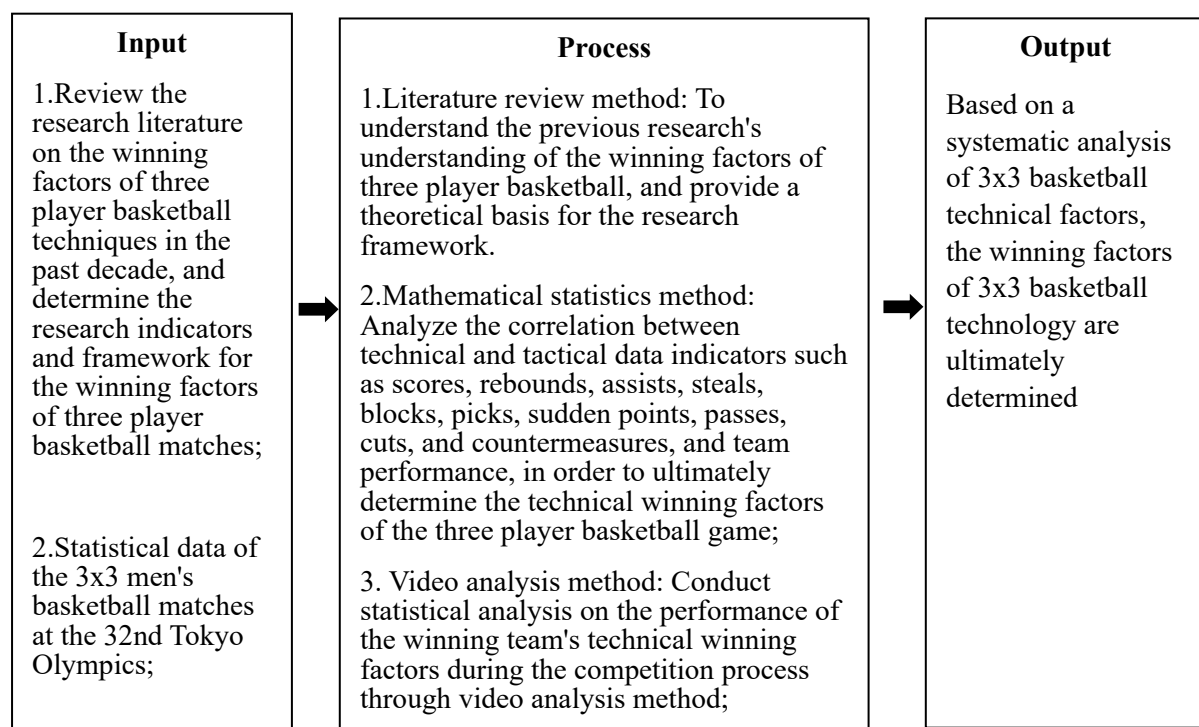 Input
1.Review the
research literature
on the winning
factors of three
player basketball
techniques in the
past decade, and
determine the
research indicators
and framework for
the winning factors
of three player
basketball matches;
2.Statistical data of
the 3x3 men's
basketball matches
at the 32nd Tokyo
Olympics;
Process
1.Literature review method: To
understand the previous research's
understanding of the winning factors of
three player basketball, and provide a
theoretical basis for the research
framework.
2.Mathematical statistics method:
Analyze the correlation between
technical and tactical data indicators such
as scores, rebounds, assists, steals,
blocks, picks, sudden points, passes,
cuts, and countermeasures, and team
performance, in order to ultimately
determine the technical winning factors
of the three player basketball game;
3. Video analysis method: Conduct
statistical analysis on the performance of
the winning team's technical winning
factors during the competition process
through video analysis method;
Output
Based on a
systematic analysis
of 3x3 basketball
technical factors,
the winning factors
of 3x3 basketball
technology are
ultimately
determined